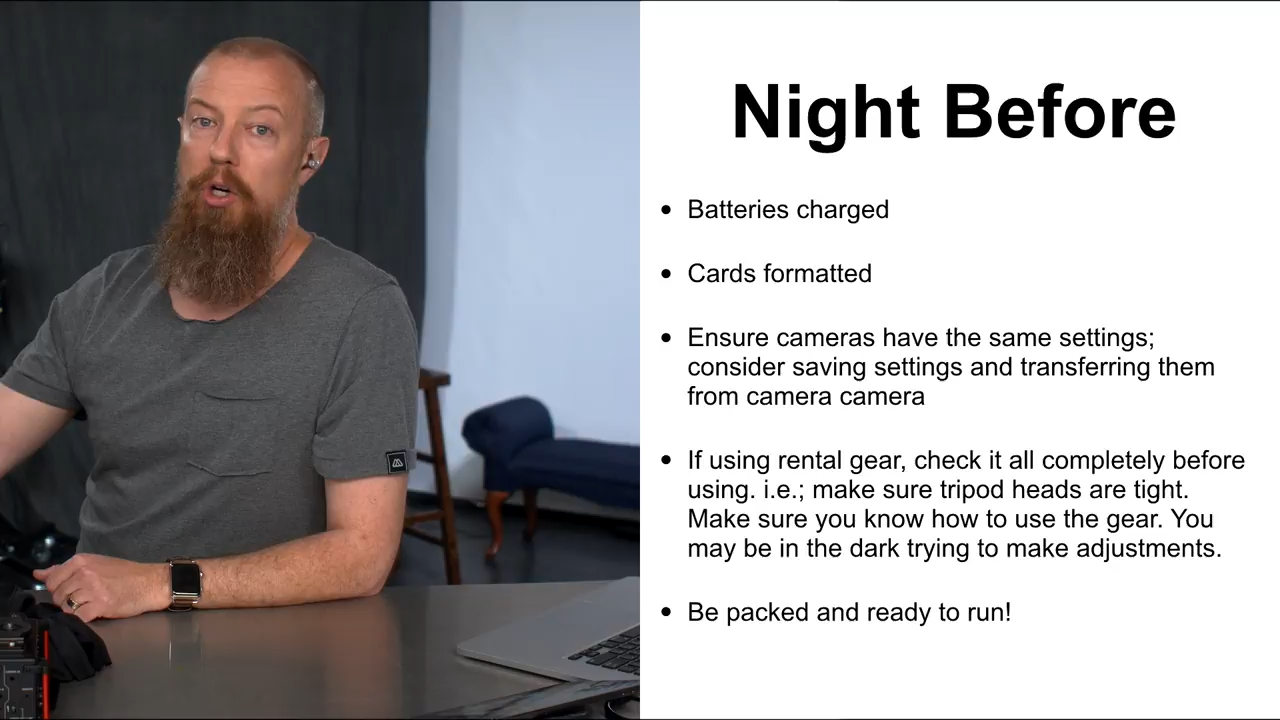 Night Before
• Batteries charged
• Cards formatted
• Ensure cameras have the same settings;
consider saving settings and transferring them
from camera camera
• If using rental gear, check it all completely before
using. i.e.; make sure tripod heads are tight.
Make sure you know how to use the gear. You
may be in the dark trying to make adjustments.
• Be packed and ready to run!